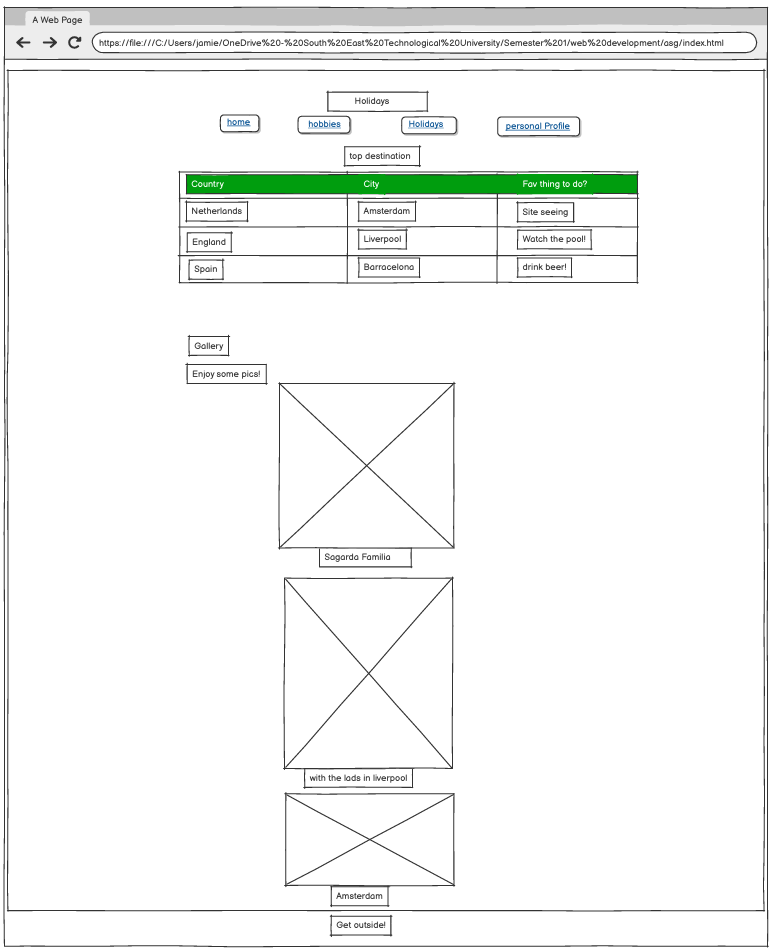 A Web Page
https://file:///C:/Users/jamie/OneDrive%20-%20South%20East%20Technological%20University/Semester%201/web%20development/asg/index.html
Holidays
home hobbies Holidays personal Profile
top destination
Country City Fav thing to do?
Netherlands Amsterdam Site seeing
England Liverpool Watch the pool!
Spain Barracelona drink beer!
Gallery
Enjoy some pics!
Sagarda Familia
with the lads in liverpool
Amsterdam
Get outside!